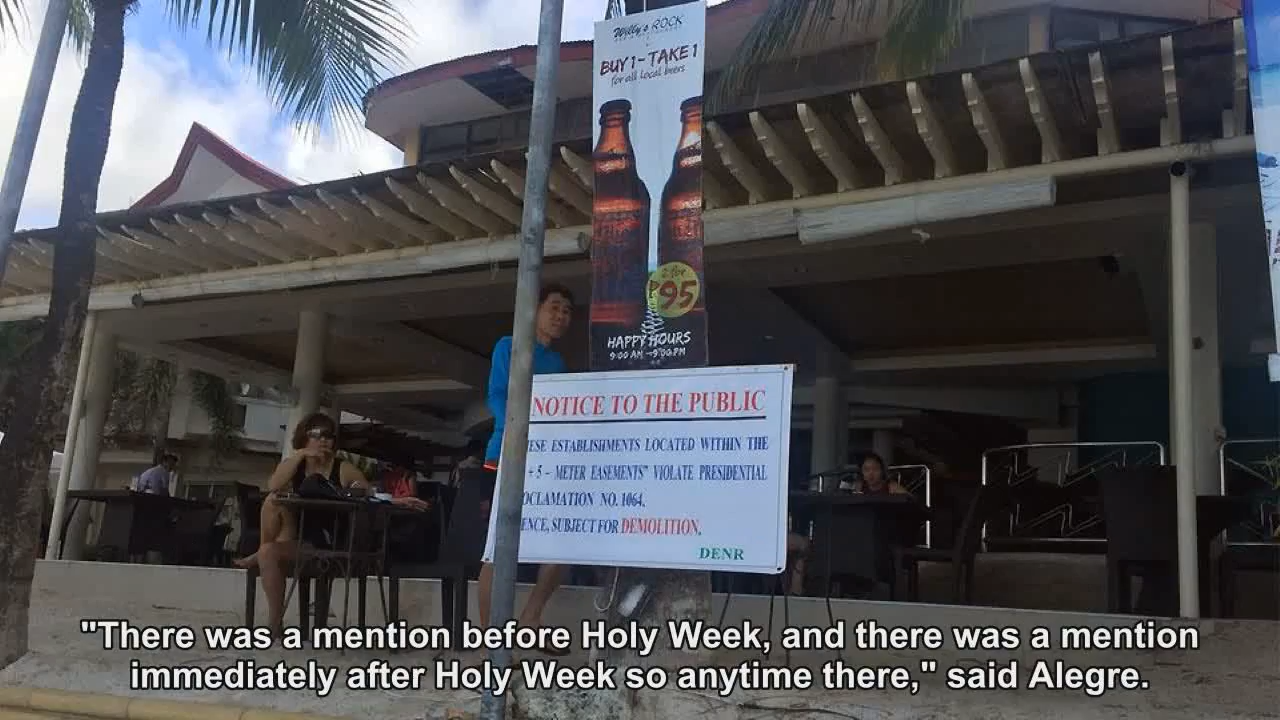 Willy's ROCK
BUY 1 - TAKE 1
for all Local beers
2 for
₱95
HAPPY HOURS
9:00 AM - 9:00 PM
NOTICE TO THE PUBLIC
ESE ESTABLISHMENTS LOCATED WITHIN THE
+ 5 - METER EASEMENTS" VIOLATE PRESIDENTIAL
OCLAMATION NO. 1064.
ENCE, SUBJECT FOR DEMOLITION.
DENR
"There was a mention before Holy Week, and there was a mention
immediately after Holy Week so anytime there," said Alegre.